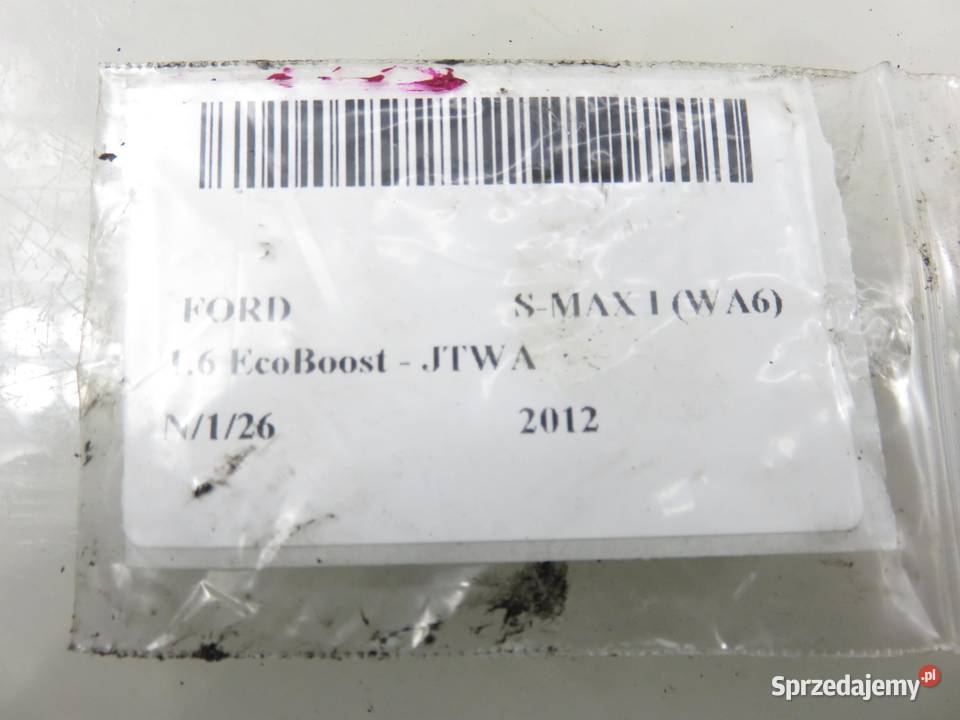 FORD S-MAX I (WA6)
1.6 EcoBoost - JTWA
N/1/26 2012
Sprzedajemy.pl